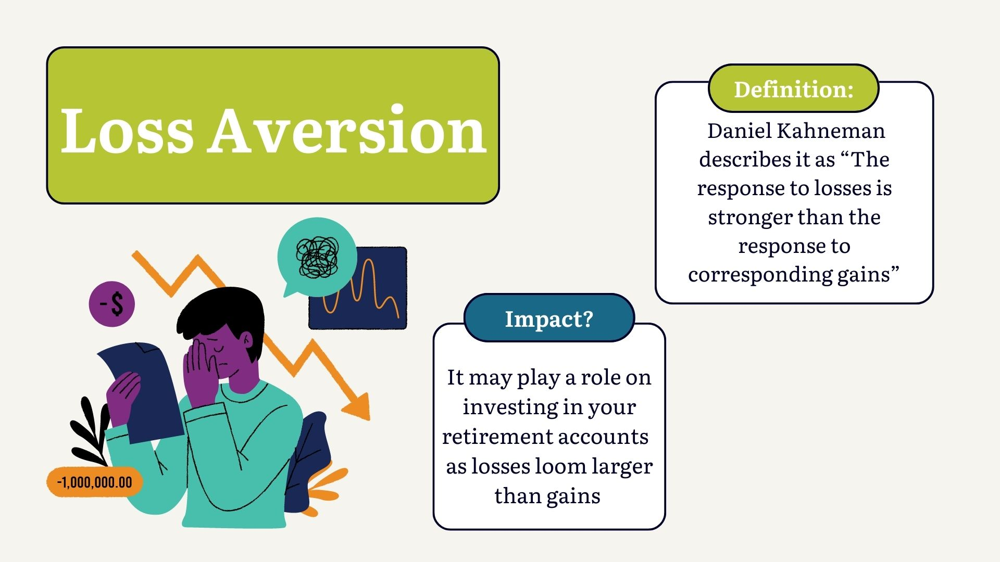 Loss Aversion
Definition:
Daniel Kahneman
describes it as “The
response to losses is
stronger than the
response to
corresponding gains”
-$
Impact?
It may play a role on
investing in your
retirement accounts
as losses loom larger
than gains
-1,000,000.00